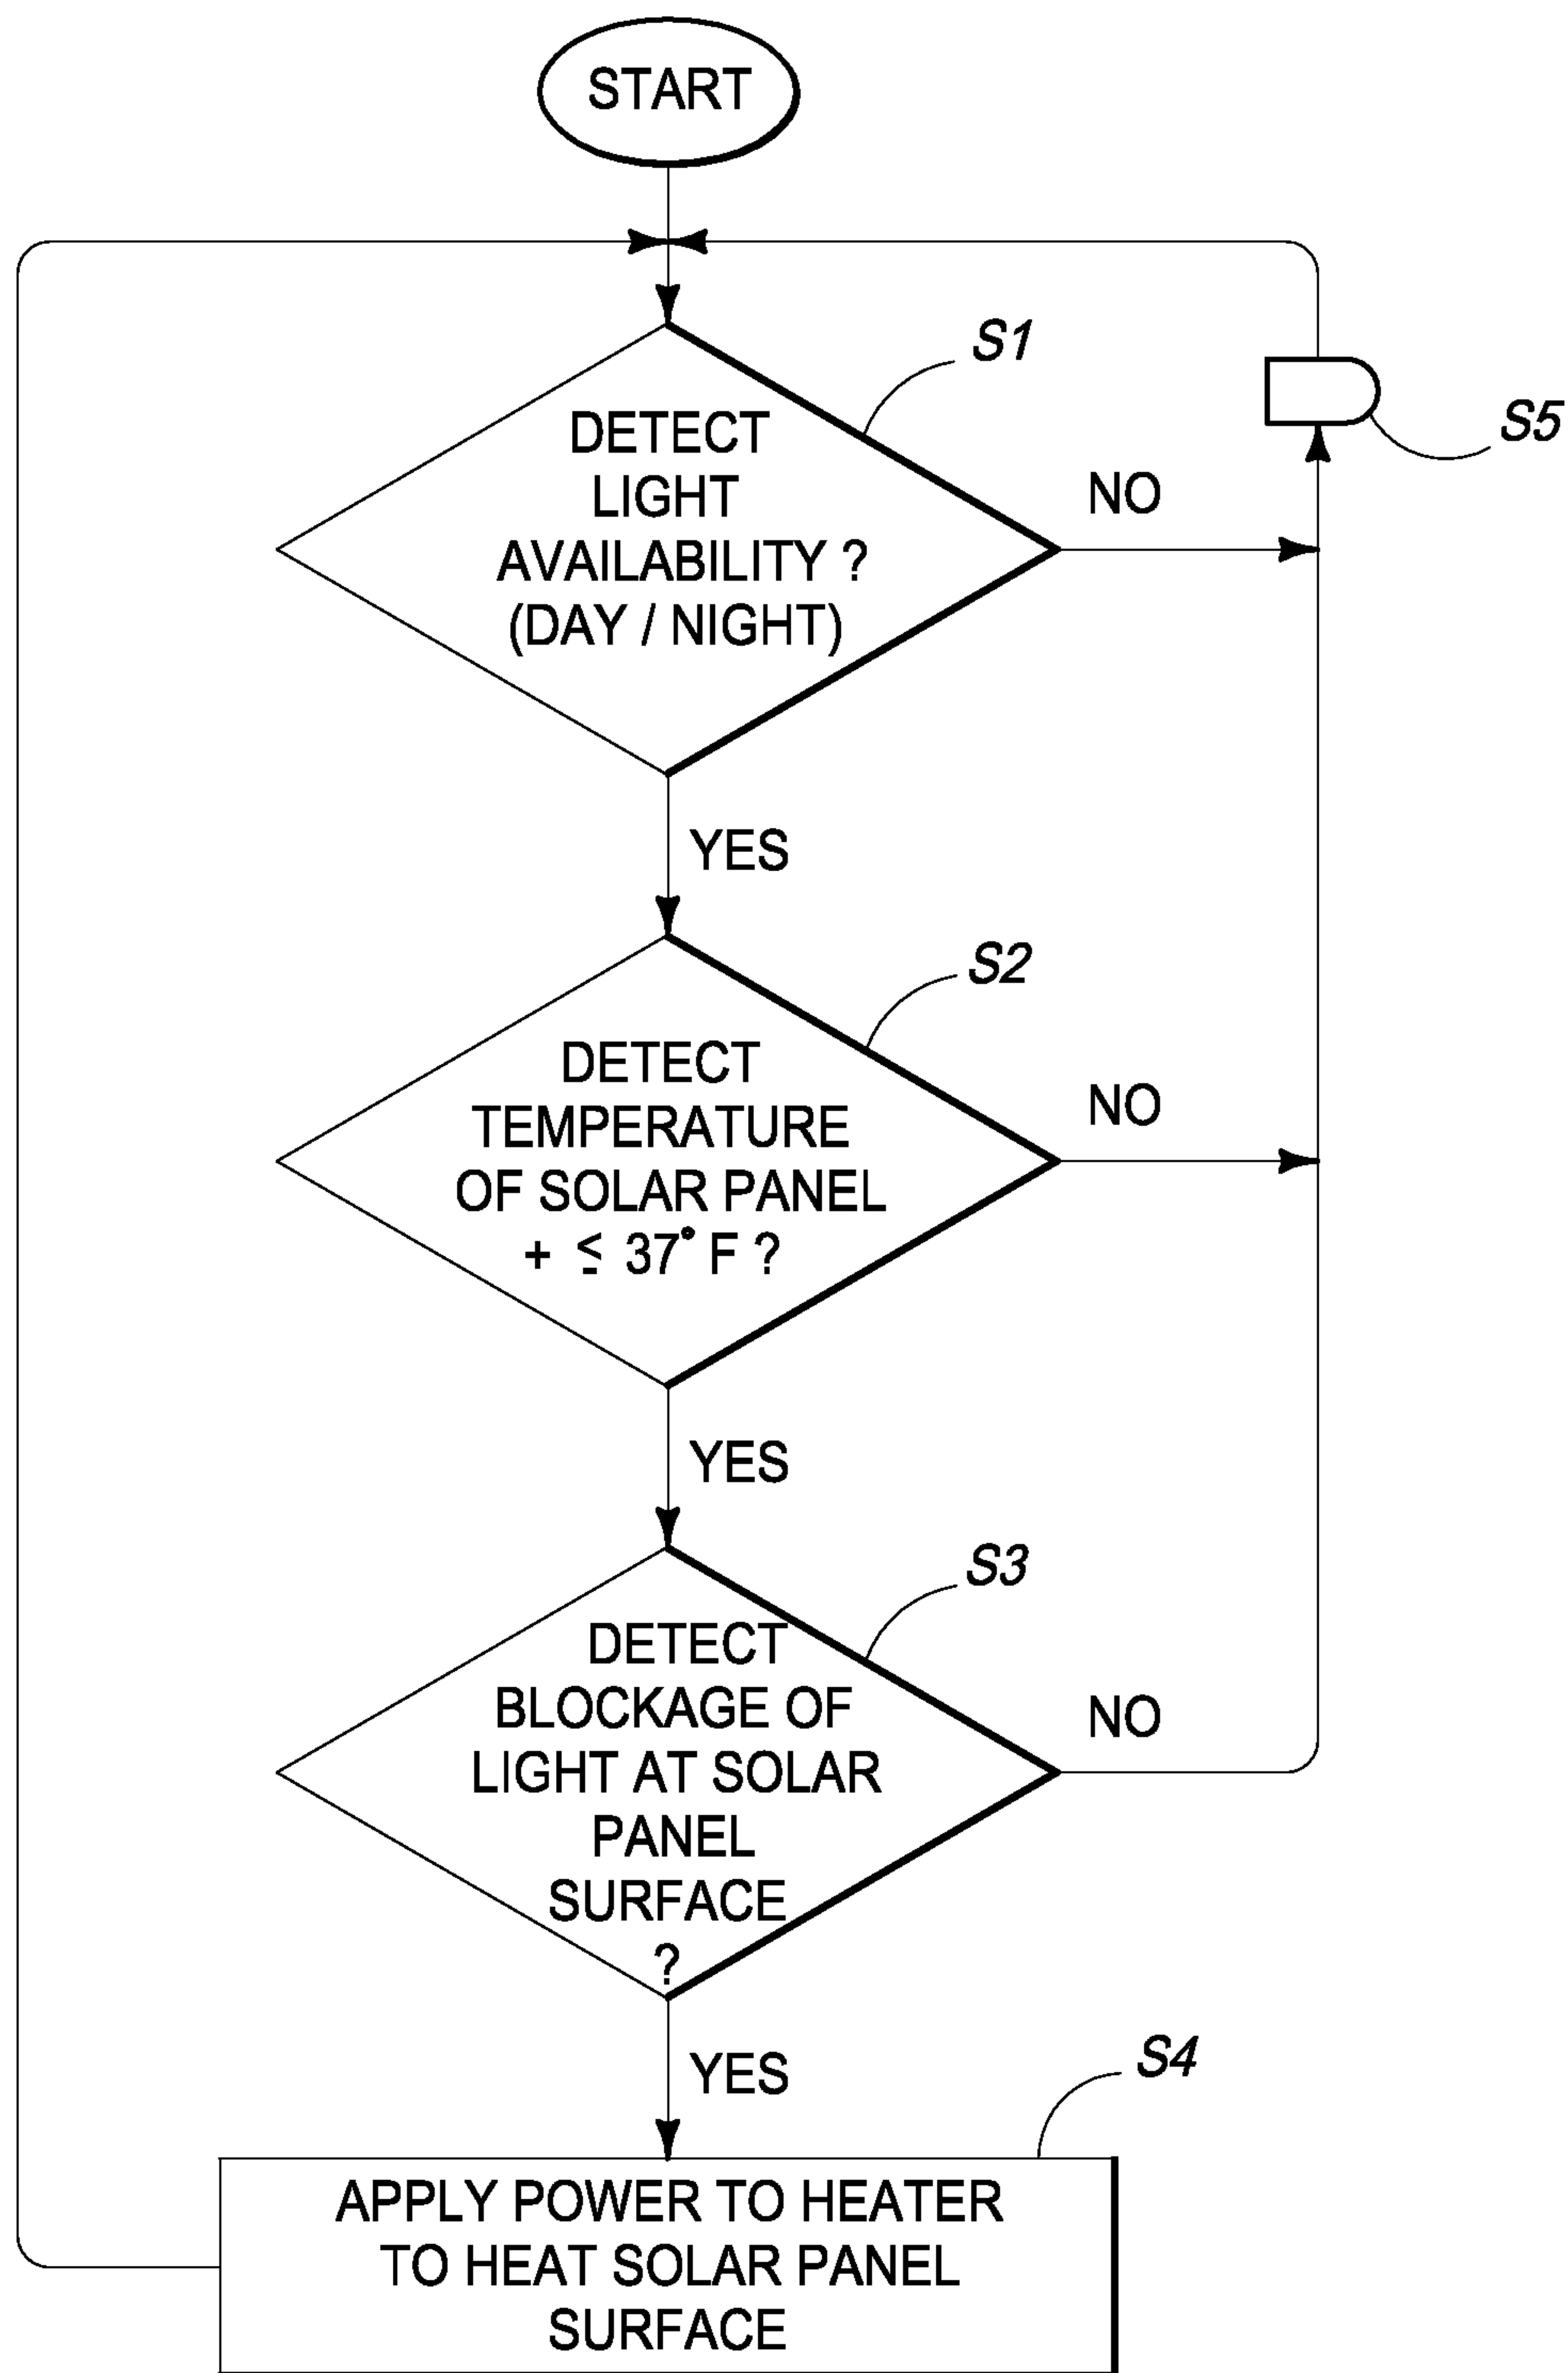 START
S1
DETECT
LIGHT
AVAILABILITY ?
(DAY / NIGHT)
NO
S5
YES
S2
DETECT
TEMPERATURE
OF SOLAR PANEL
+ ≤ 37° F ?
NO
YES
S3
DETECT
BLOCKAGE OF
LIGHT AT SOLAR
PANEL
SURFACE
?
NO
YES
S4
APPLY POWER TO HEATER
TO HEAT SOLAR PANEL
SURFACE